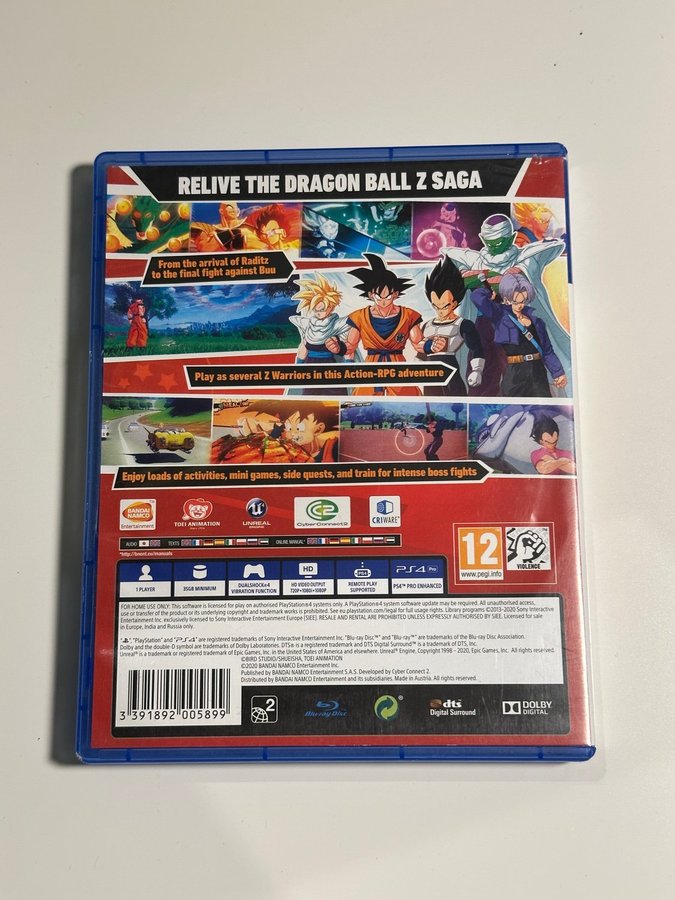 RELIVE THE DRAGON BALL Z SAGA
From the arrival of Raditz
to the final fight against Buu
Play as several Z Warriors in this Action-RPG adventure
Enjoy loads of activities, mini games, side quests, and train for intense boss fights
BANDAI
NAMCO
Entertainment
TOEI ANIMATION
UNREAL
ENGINE
C2
CyberConnect2
CRIWARE
AUDIO
TEXTS
ONLINE MANUAL*
*http://bnent.eu/manuals
12
www.pegi.info
VIOLENCE
1 PLAYER
35GB MINIMUM
DUALSHOCK®4
VIBRATION FUNCTION
HD
HD VIDEO OUTPUT
720P•1080i•1080P
PS4
REMOTE PLAY
SUPPORTED
PS4 Pro
PS4™ PRO ENHANCED
FOR HOME USE ONLY: This software is licensed for play on authorised PlayStation®4 systems only. A PlayStation®4 system software update may be required. All unauthorised access,
use or transfer of the product or its underlying copyright and trademark works is prohibited. See eu.playstation.com/legal for full usage rights. Library programs ©2013-2020 Sony Interactive
Entertainment Inc. exclusively licensed to Sony Interactive Entertainment Europe (SIEE). RESALE AND RENTAL ARE PROHIBITED UNLESS EXPRESSLY AUTHORISED BY SIEE. Licensed for sale
in Europe, India and Russia only.
"PlayStation" and "PS4" are registered trademarks of Sony Interactive Entertainment Inc. "Blu-ray Disc™" and "Blu-ray™" are trademarks of the Blu-ray Disc Association.
Dolby and the double-D symbol are trademarks of Dolby Laboratories. DTS® is a registered trademark and DTS Digital Surround™ is a trademark of DTS, Inc.
Unreal® is a trademark or registered trademark of Epic Games, Inc. in the United States of America and elsewhere. Unreal® Engine, Copyright 1998 – 2020, Epic Games, Inc. All rights reserved.
©BIRD STUDIO/SHUEISHA, TOEI ANIMATION
©2020 BANDAI NAMCO Entertainment Inc.
Published by BANDAI NAMCO Entertainment S.A.S. Developed by Cyber Connect 2.
Distributed by BANDAI NAMCO Entertainment and its subsidiaries. Made in Austria. All rights reserved.
3 391892 005899
2
Blu-ray Disc
dts
Digital Surround
DOLBY
DIGITAL